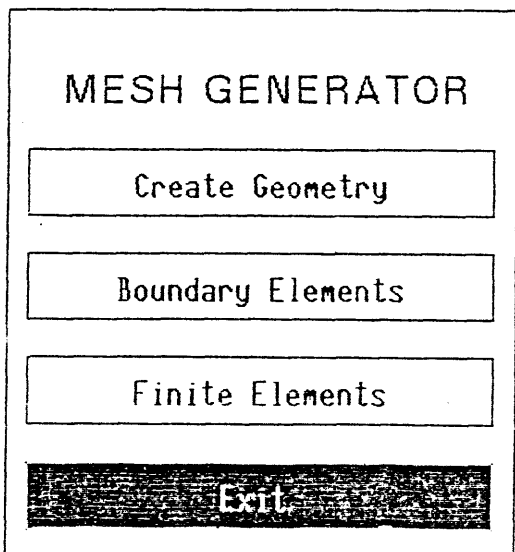 MESH GENERATOR
Create Geometry
Boundary Elements
Finite Elements
Exit